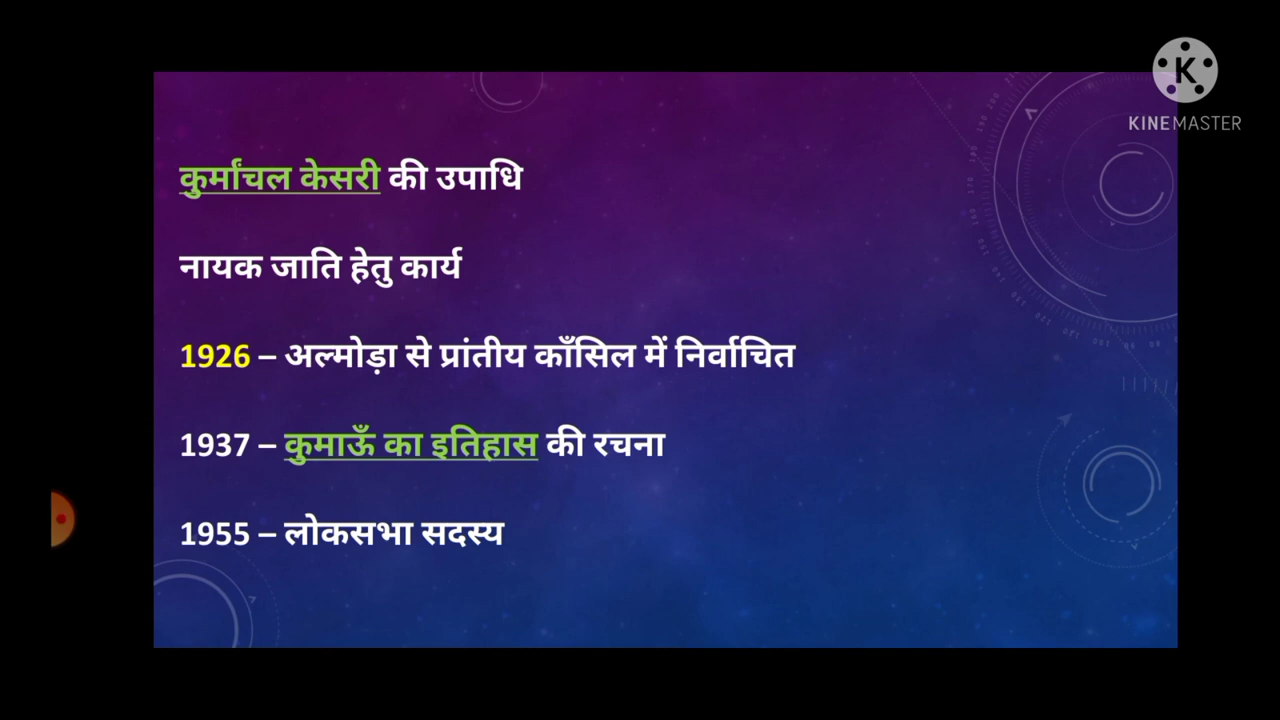 K
KINEMASTER
कुर्मांचल केसरी की उपाधि
नायक जाति हेतु कार्य
1926 – अल्मोड़ा से प्रांतीय काँसिल में निर्वाचित
1937 – कुमाऊँ का इतिहास की रचना
1955 – लोकसभा सदस्य